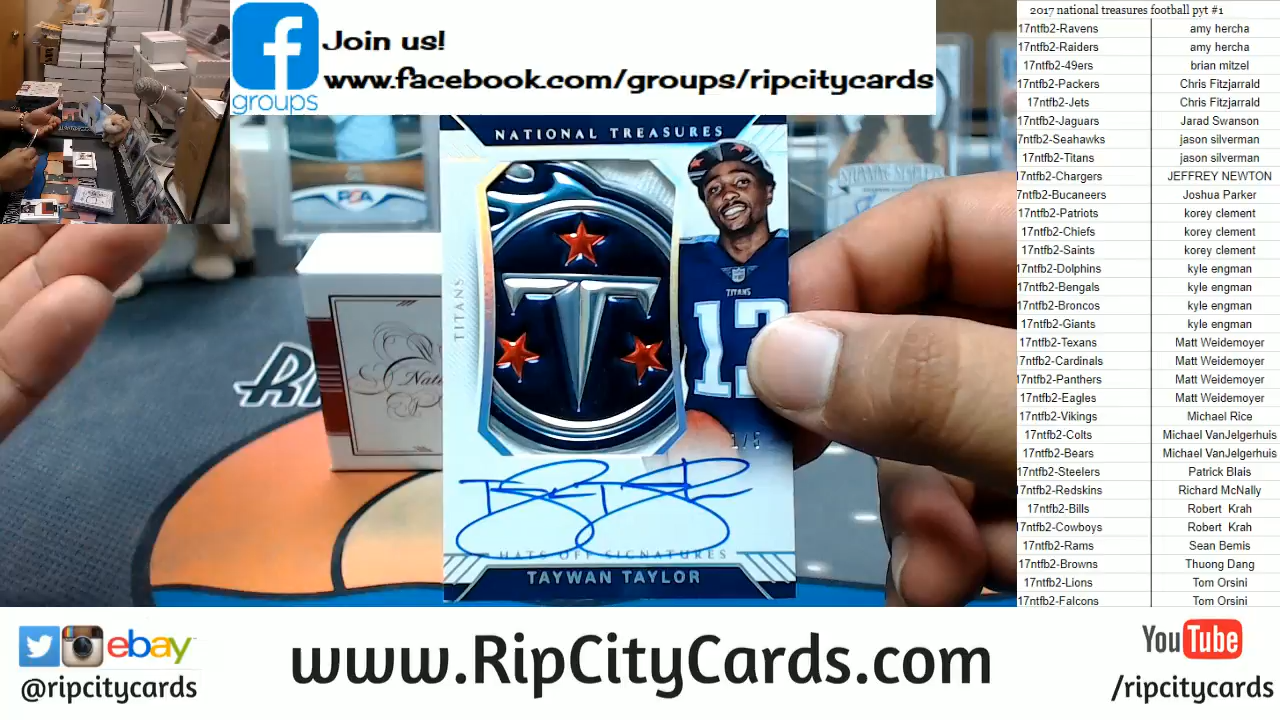 Join us!
www.facebook.com/groups/ripcitycards
groups
NATIONAL TREASURES
PSA
TITANS
TITANS
1/5
HATS OFF SIGNATURES
TAYWAN TAYLOR
2017 national treasures football pyt #1
17ntfb2-Ravens amy hercha
17ntfb2-Raiders amy hercha
17ntfb2-49ers brian mitzel
17ntfb2-Packers Chris Fitzjarrald
17ntfb2-Jets Chris Fitzjarrald
17ntfb2-Jaguars Jarad Swanson
7ntfb2-Seahawks jason silverman
17ntfb2-Titans jason silverman
17ntfb2-Chargers JEFFREY NEWTON
7ntfb2-Bucaneers Joshua Parker
17ntfb2-Patriots korey clement
17ntfb2-Chiefs korey clement
17ntfb2-Saints korey clement
17ntfb2-Dolphins kyle engman
17ntfb2-Bengals kyle engman
17ntfb2-Broncos kyle engman
17ntfb2-Giants kyle engman
17ntfb2-Texans Matt Weidemoyer
17ntfb2-Cardinals Matt Weidemoyer
17ntfb2-Panthers Matt Weidemoyer
17ntfb2-Eagles Matt Weidemoyer
17ntfb2-Vikings Michael Rice
17ntfb2-Colts Michael VanJelgerhuis
17ntfb2-Bears Michael VanJelgerhuis
17ntfb2-Steelers Patrick Blais
17ntfb2-Redskins Richard McNally
17ntfb2-Bills Robert Krah
17ntfb2-Cowboys Robert Krah
17ntfb2-Rams Sean Bemis
17ntfb2-Browns Thuong Dang
17ntfb2-Lions Tom Orsini
17ntfb2-Falcons Tom Orsini
ebay
@ripcitycards
www.RipCityCards.com
YouTube
/ripcitycards